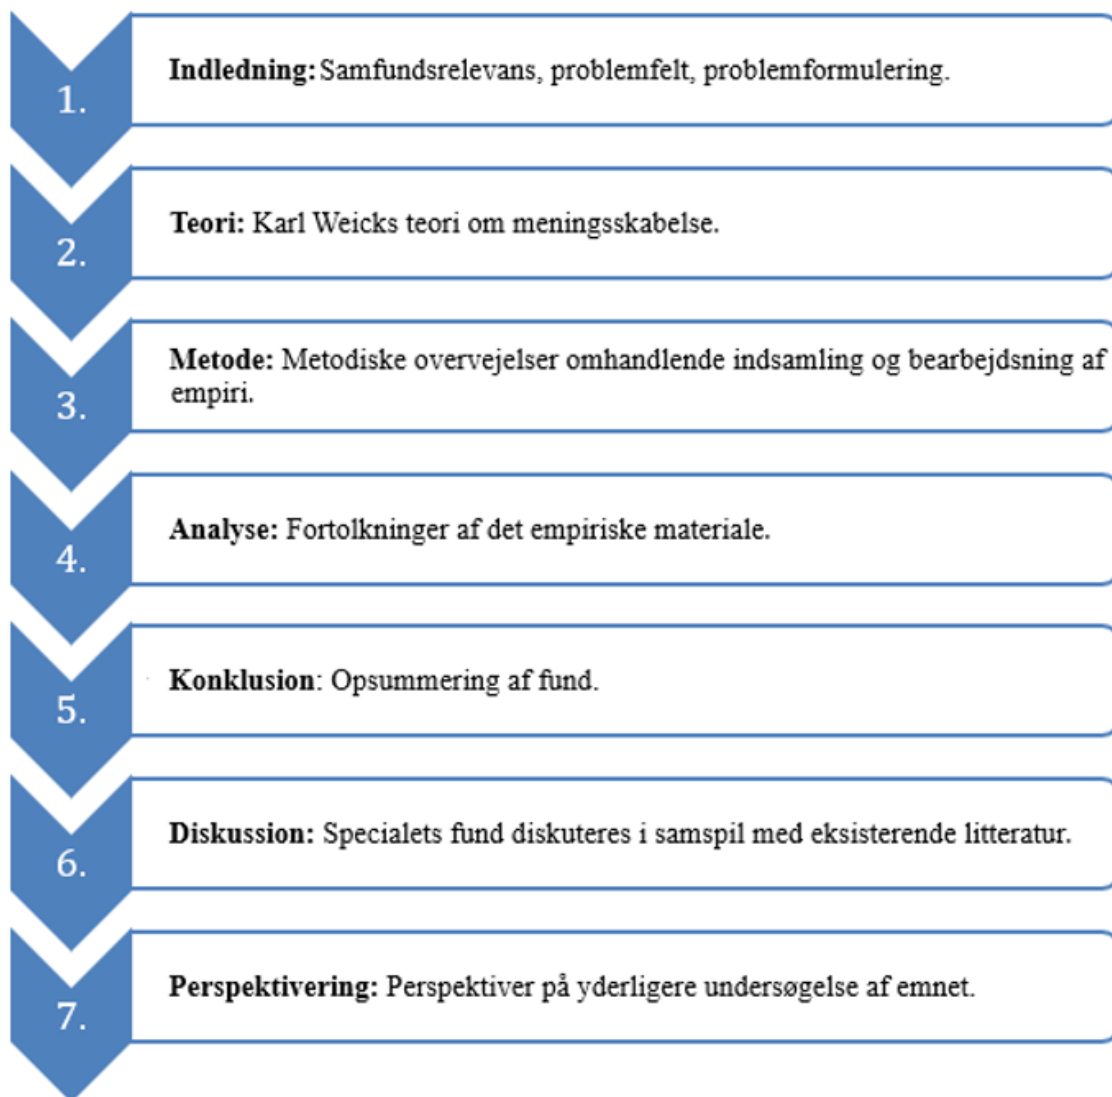 1.
Indledning: Samfundsrelevans, problemfelt, problemformulering.
2.
Teori: Karl Weicks teori om meningsskabelse.
3.
Metode: Metodiske overvejelser omhandlende indsamling og bearbejdsning af
empiri.
4.
Analyse: Fortolkninger af det empiriske materiale.
5.
Konklusion: Opsummering af fund.
6.
Diskussion: Specialets fund diskuteres i samspil med eksisterende litteratur.
7.
Perspektivering: Perspektiver på yderligere undersøgelse af emnet.